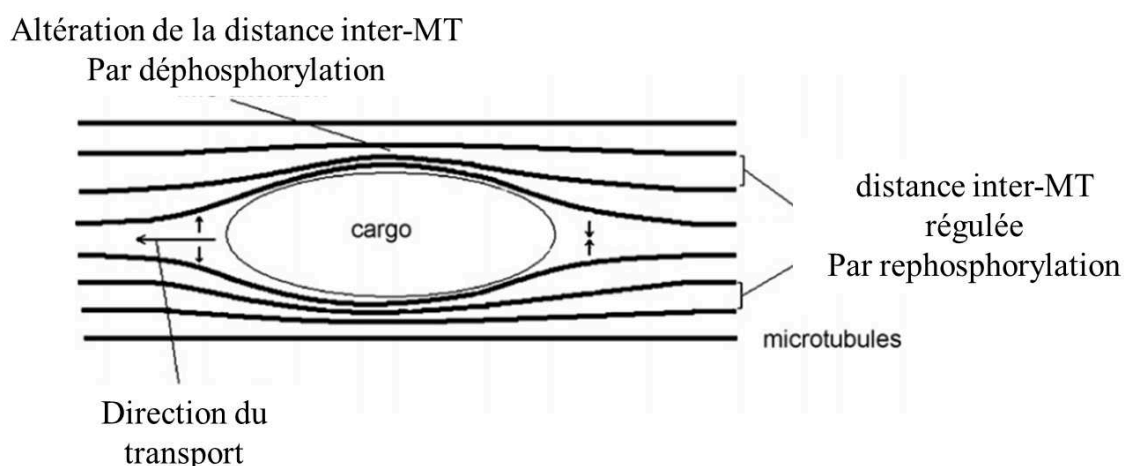 Altération de la distance inter-MT
Par déphosphorylation
cargo
distance inter-MT
régulée
Par rephosphorylation
microtubules
Direction du
transport